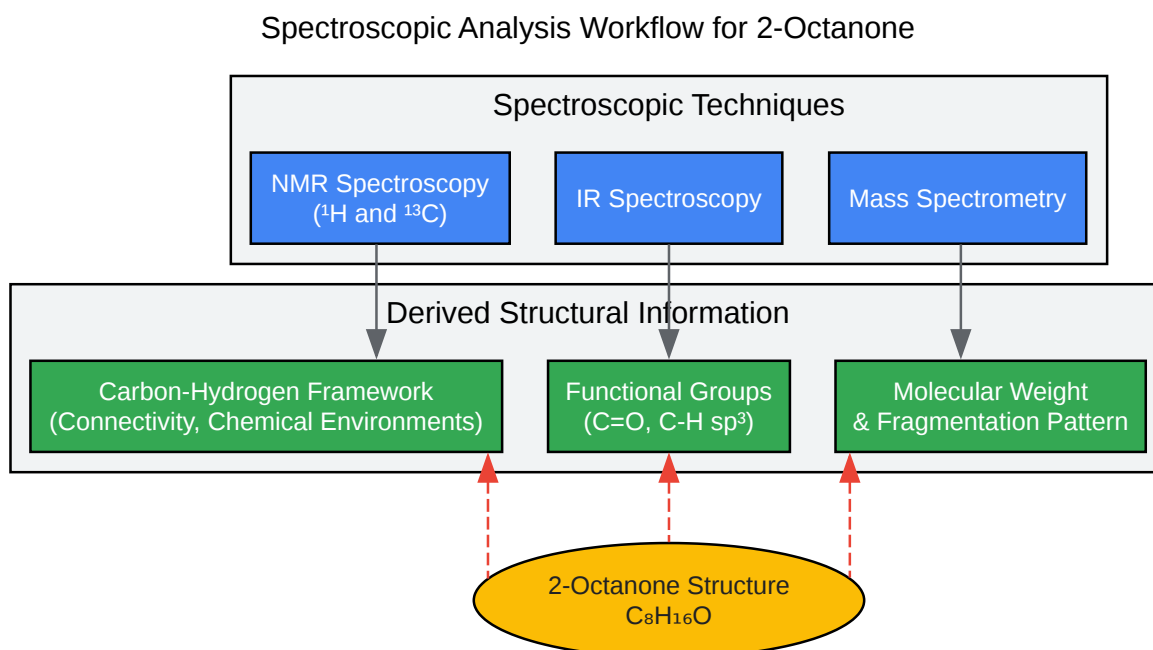 Spectroscopic Analysis Workflow for 2-Octanone
Spectroscopic Techniques
NMR Spectroscopy
(¹H and ¹³C)
IR Spectroscopy
Mass Spectrometry
Derived Structural Information
Carbon-Hydrogen Framework
(Connectivity, Chemical Environments)
Functional Groups
(C=O, C-H sp³)
Molecular Weight
& Fragmentation Pattern
2-Octanone Structure
C₈H₁₆O